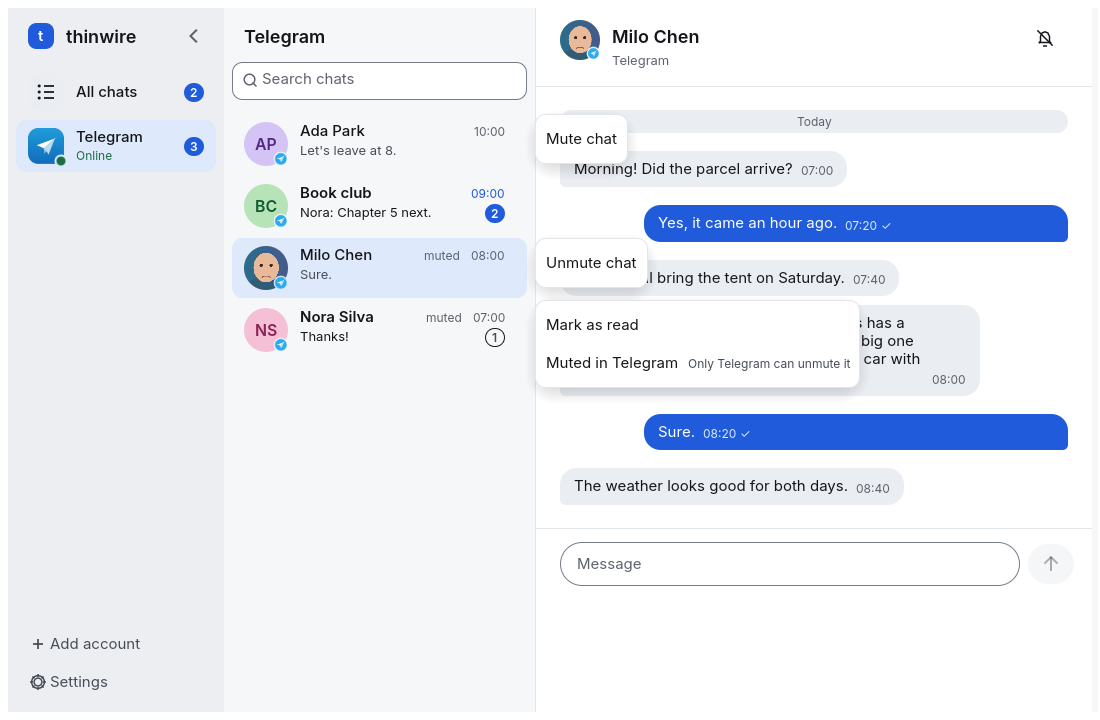 t thinwire
All chats 2
Telegram
Online
3
+ Add account
Settings
Telegram
Search chats
AP Ada Park 10:00
Let's leave at 8.
BC Book club 09:00
Nora: Chapter 5 next. 2
Milo Chen muted 08:00
Sure.
NS Nora Silva muted 07:00
Thanks! 1
Milo Chen
Telegram
Today
Mute chat
Morning! Did the parcel arrive? 07:00
Yes, it came an hour ago. 07:20 ✓
Unmute chat
bring the tent on Saturday. 07:40
Mark as read
Muted in Telegram Only Telegram can unmute it
has a
big one
car with
08:00
Sure. 08:20 ✓
The weather looks good for both days. 08:40
Message